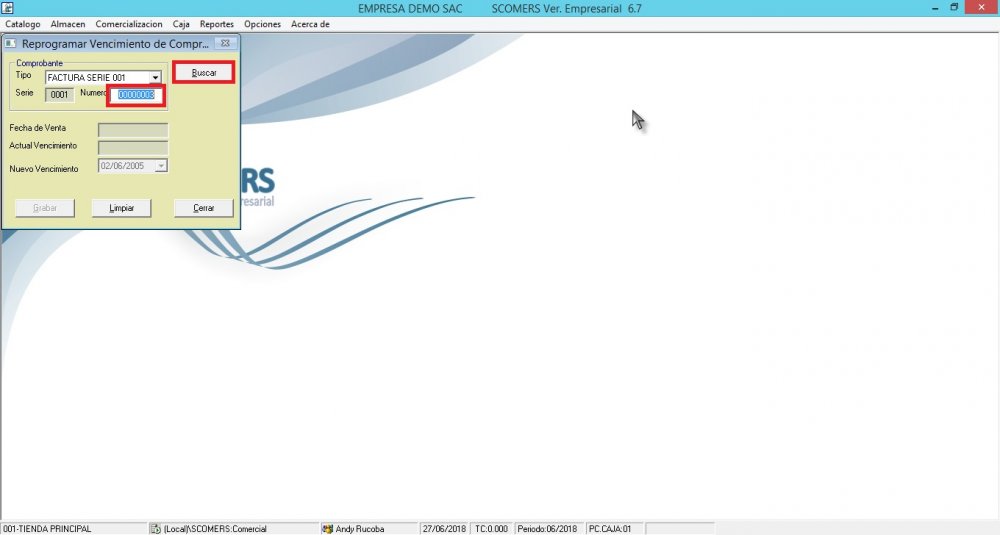 EMPRESA DEMO SAC SCOMERS Ver. Empresarial 6.7
Catalogo Almacen Comercializacion Caja Reportes Opciones Acerca de
Reprogramar Vencimiento de Compr...
Comprobante
Tipo FACTURA SERIE 001 Buscar
Serie 0001 Numero 00000003
Fecha de Venta
Actual Vencimiento
Nuevo Vencimiento 02/06/2005
Grabar Limpiar Cerrar
RS
resarial
001-TIENDA PRINCIPAL (Local)\SCOMERS:Comercial Andy Rucoba 27/06/2018 TC:0.000 Periodo:06/2018 PC.CAJA:01